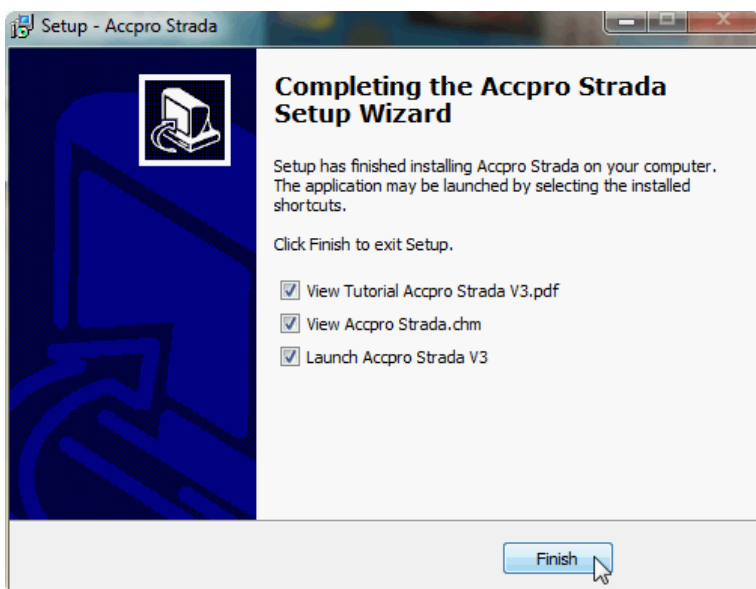 Setup - Accpro Strada
Completing the Accpro Strada
Setup Wizard
Setup has finished installing Accpro Strada on your computer.
The application may be launched by selecting the installed
shortcuts.
Click Finish to exit Setup.
View Tutorial Accpro Strada V3.pdf
View Accpro Strada.chm
Launch Accpro Strada V3
Finish